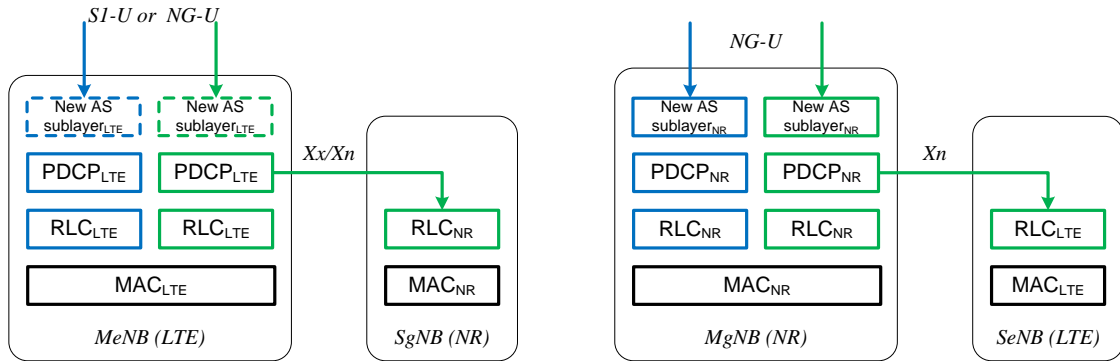 S1-U or NG-U
New AS
sublayerLTE
New AS
sublayerLTE
PDCPLTE
PDCPLTE
Xx/Xn
RLCLTE
RLCLTE
RLCNR
MACLTE
MACNR
MeNB (LTE)
SgNB (NR)
NG-U
New AS
sublayerNR
New AS
sublayerNR
PDCPNR
PDCPNR
Xn
RLCNR
RLCNR
RLCLTE
MACNR
MACLTE
MgNB (NR)
SeNB (LTE)